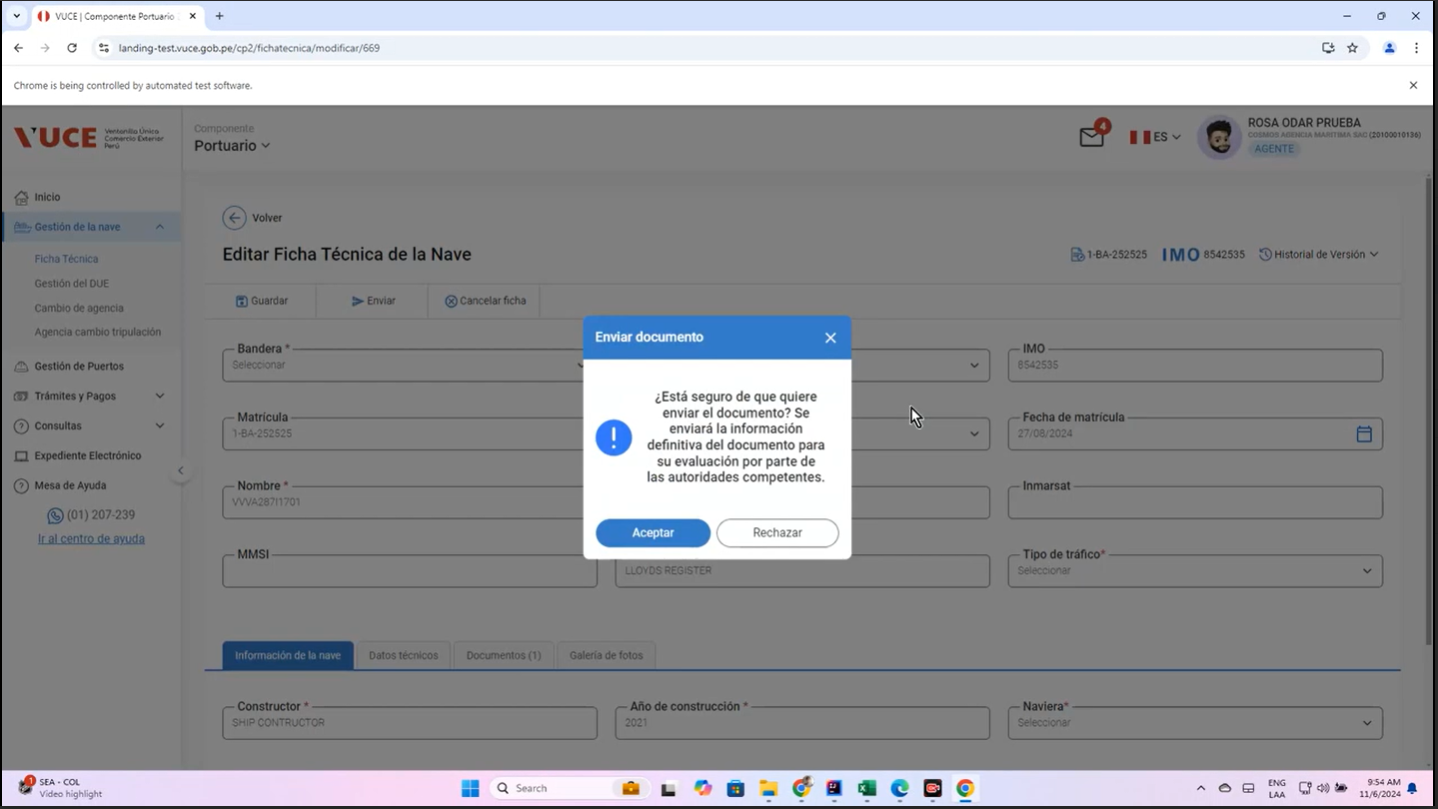 VUCE | Componente Portuario
landing-test.vuce.gob.pe/cp2/fichatecnica/modificar/669
Chrome is being controlled by automated test software.
VUCE
Ventanilla Única
Comercio Exterior
Perú
Componente
Portuario
4
ES
ROSA ODAR PRUEBA
COSMOS AGENCIA MARITIMA SAC (20100010136)
AGENTE
Inicio
Gestión de la nave
Ficha Técnica
Gestión del DUE
Cambio de agencia
Agencia cambio tripulación
Gestión de Puertos
Trámites y Pagos
Consultas
Expediente Electrónico
Mesa de Ayuda
(01) 207-239
Ir al centro de ayuda
Volver
Editar Ficha Técnica de la Nave
1-BA-252525
IMO 8542535
Historial de Versión
Guardar
Enviar
Cancelar ficha
Bandera *
Seleccionar
IMO
8542535
Matrícula
1-BA-252525
Fecha de matrícula
27/08/2024
Nombre *
VVVA287I1701
Inmarsat
MMSI
LLOYDS REGISTER
Tipo de tráfico*
Seleccionar
Enviar documento
¿Está seguro de que quiere
enviar el documento? Se
enviará la información
definitiva del documento para
su evaluación por parte de
las autoridades competentes.
Aceptar
Rechazar
Información de la nave
Datos técnicos
Documentos (1)
Galería de fotos
Constructor *
SHIP CONTRUCTOR
Año de construcción *
2021
Naviera*
Seleccionar
1
SEA - COL
Video highlight
Search
ENG
LAA
9:54 AM
11/6/2024